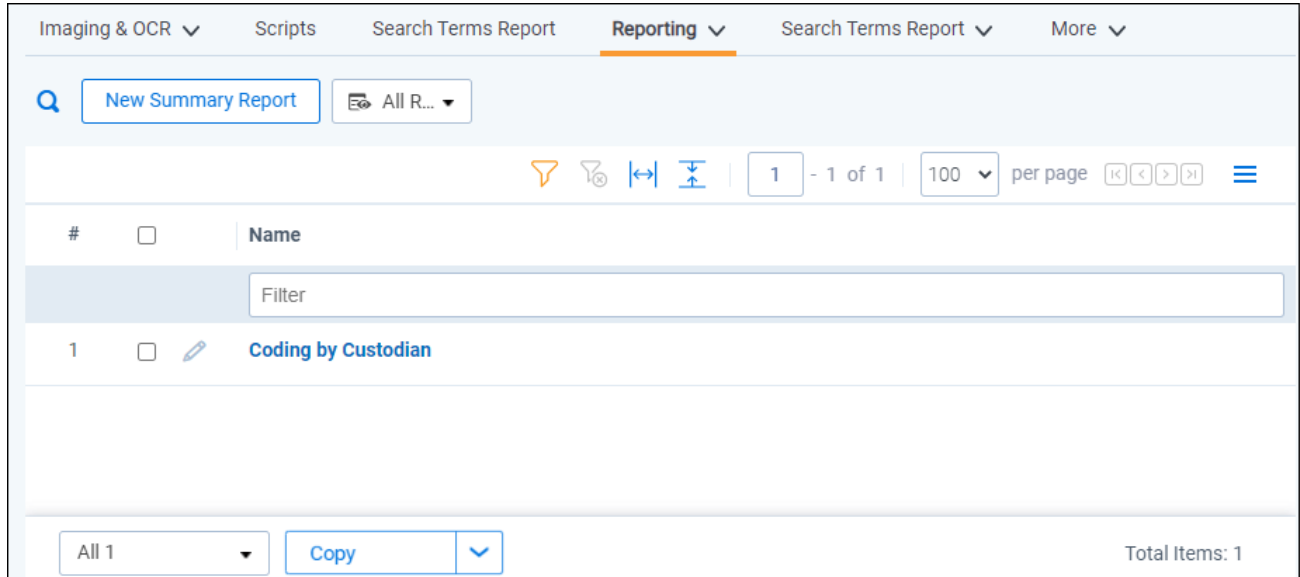 Imaging & OCR Scripts Search Terms Report Reporting Search Terms Report More
New Summary Report All R...
1 - 1 of 1 100 per page
# Name
Filter
1 Coding by Custodian
All 1 Copy Total Items: 1